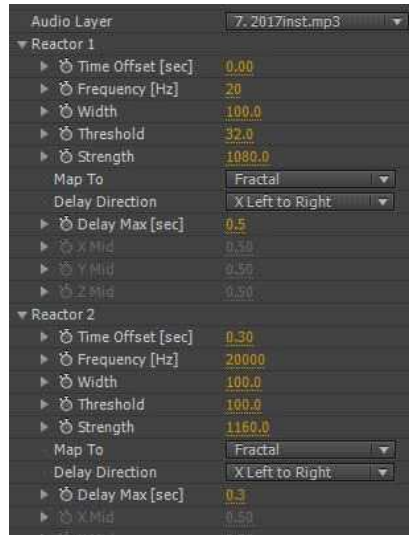 Audio Layer 7. 2017inst.mp3
Reactor 1
Time Offset [sec] 0.00
Frequency [Hz] 20
Width 100.0
Threshold 32.0
Strength 1080.0
Map To Fractal
Delay Direction X Left to Right
Delay Max [sec] 0.5
X Mid 0.50
Y Mid 0.50
Z Mid 0.50
Reactor 2
Time Offset [sec] 0.30
Frequency [Hz] 20000
Width 100.0
Threshold 100.0
Strength 1160.0
Map To Fractal
Delay Direction X Left to Right
Delay Max [sec] 0.3
X Mid 0.50